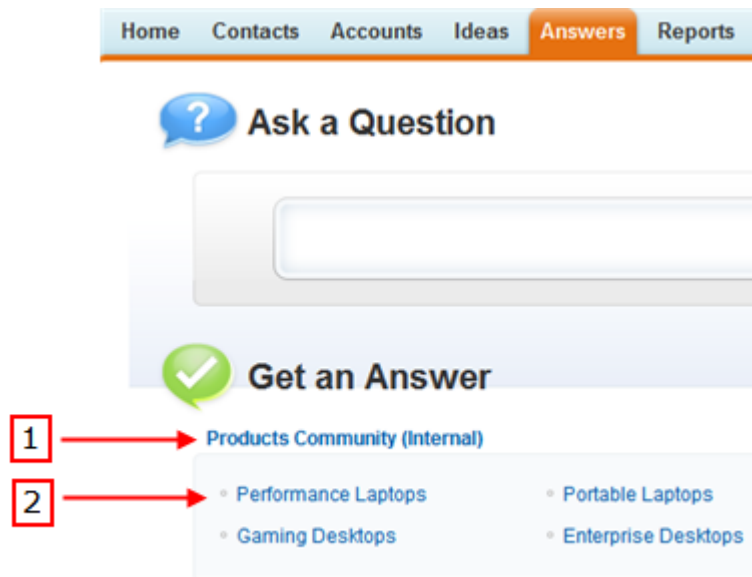 Home Contacts Accounts Ideas Answers Reports
? Ask a Question
Get an Answer
1 Products Community (Internal)
2 Performance Laptops Portable Laptops
Gaming Desktops Enterprise Desktops